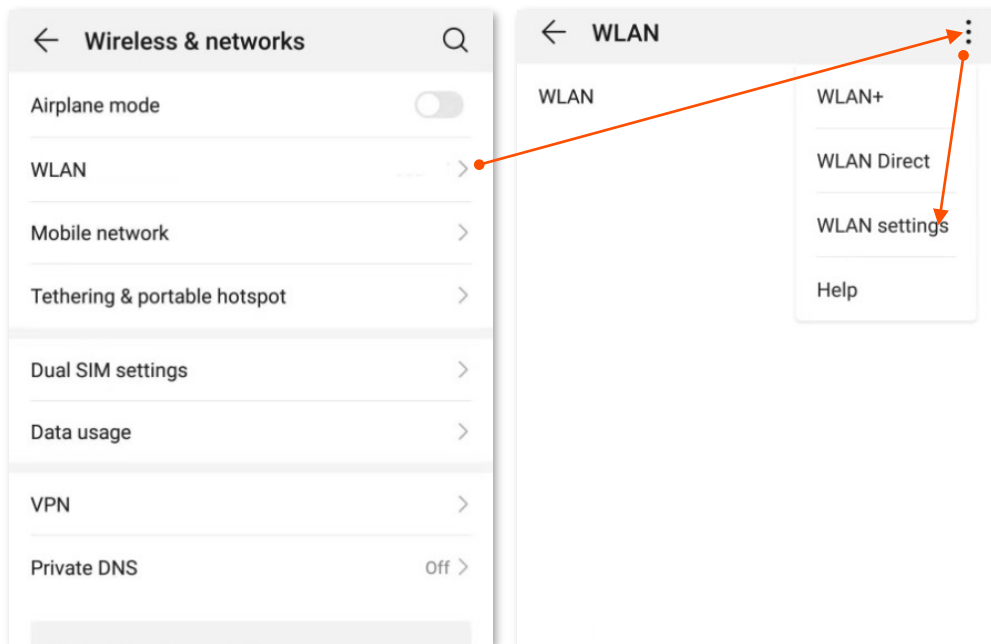 Wireless & networks
Airplane mode
WLAN
Mobile network
Tethering & portable hotspot
Dual SIM settings
Data usage
VPN
Private DNS
Off
WLAN
WLAN
WLAN+
WLAN Direct
WLAN settings
Help